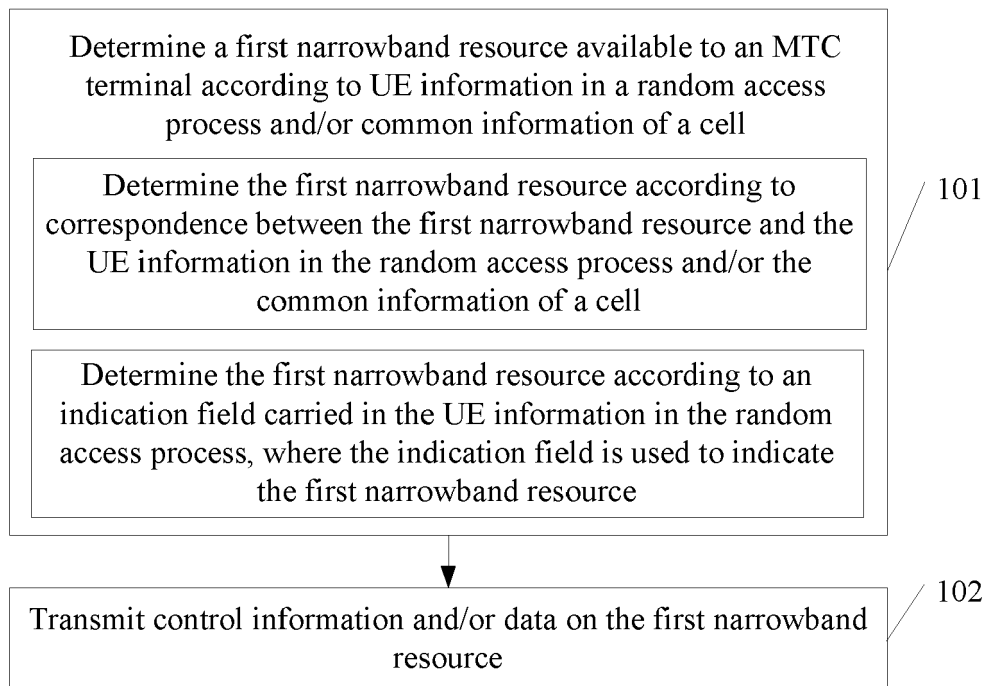 Determine a first narrowband resource available to an MTC
terminal according to UE information in a random access
process and/or common information of a cell
Determine the first narrowband resource according to
correspondence between the first narrowband resource and the
UE information in the random access process and/or the
common information of a cell
101
Determine the first narrowband resource according to an
indication field carried in the UE information in the random
access process, where the indication field is used to indicate
the first narrowband resource
Transmit control information and/or data on the first narrowband
resource
102